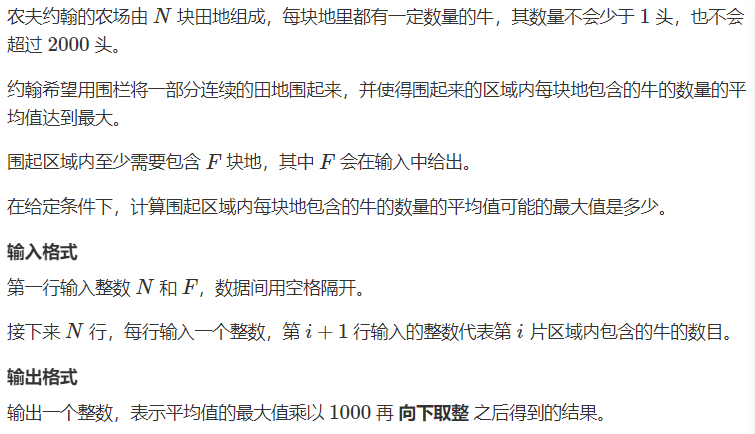 农夫约翰的农场由 N 块田地组成，每块地里都有一定数量的牛，其数量不会少于 1 头，也不会
超过 2000 头。
约翰希望用围栏将一部分连续的田地围起来，并使得围起来的区域内每块地包含的牛的数量的平
均值达到最大。
围起区域内至少需要包含 F 块地，其中 F 会在输入中给出。
在给定条件下，计算围起区域内每块地包含的牛的数量的平均值可能的最大值是多少。
输入格式
第一行输入整数 N 和 F，数据间用空格隔开。
接下来 N 行，每行输入一个整数，第 i + 1 行输入的整数代表第 i 片区域内包含的牛的数目。
输出格式
输出一个整数，表示平均值的最大值乘以 1000 再 向下取整 之后得到的结果。